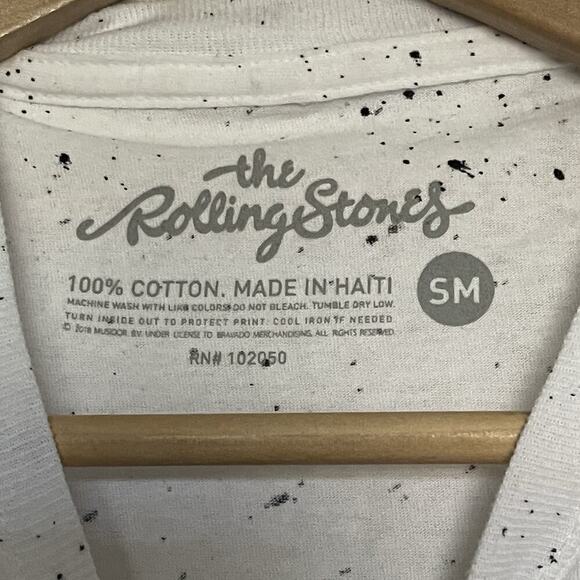 the
Rolling Stones
100% COTTON. MADE IN HAITI
SM
MACHINE WASH WITH LIKE COLORS. DO NOT BLEACH. TUMBLE DRY LOW.
TURN INSIDE OUT TO PROTECT PRINT. COOL IRON IF NEEDED
© 2018 MUSIDOR B.V. UNDER LICENSE TO BRAVADO MERCHANDISING. ALL RIGHTS RESERVED.
RN# 102050